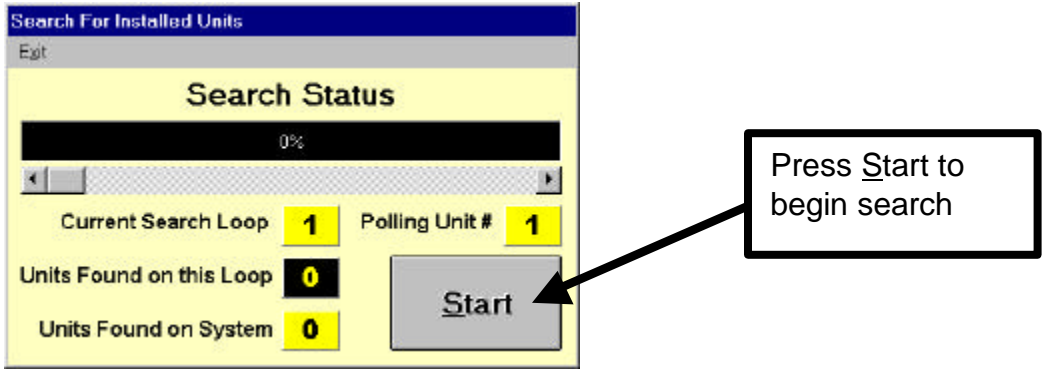 Search For Installed Units
Exit
Search Status
0%
Current Search Loop 1 Polling Unit # 1
Units Found on this Loop 0
Units Found on System 0
Start
Press Start to
begin search